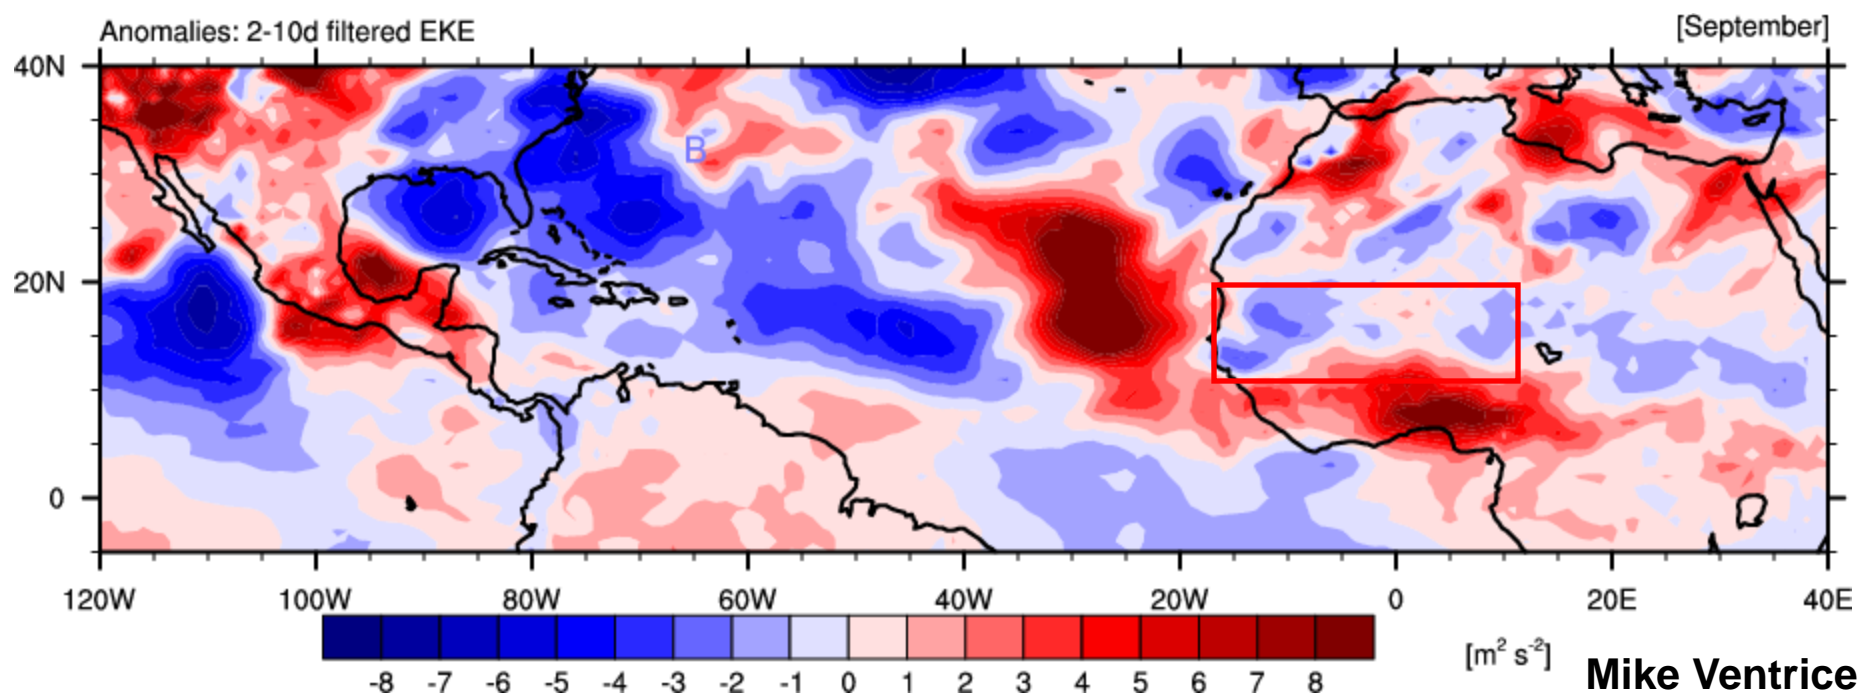 Anomalies: 2-10d filtered EKE [September]
40N
B
20N
0
120W 100W 80W 60W 40W 20W 0 20E 40E
-8 -7 -6 -5 -4 -3 -2 -1 0 1 2 3 4 5 6 7 8
[m² s⁻²]
Mike Ventrice